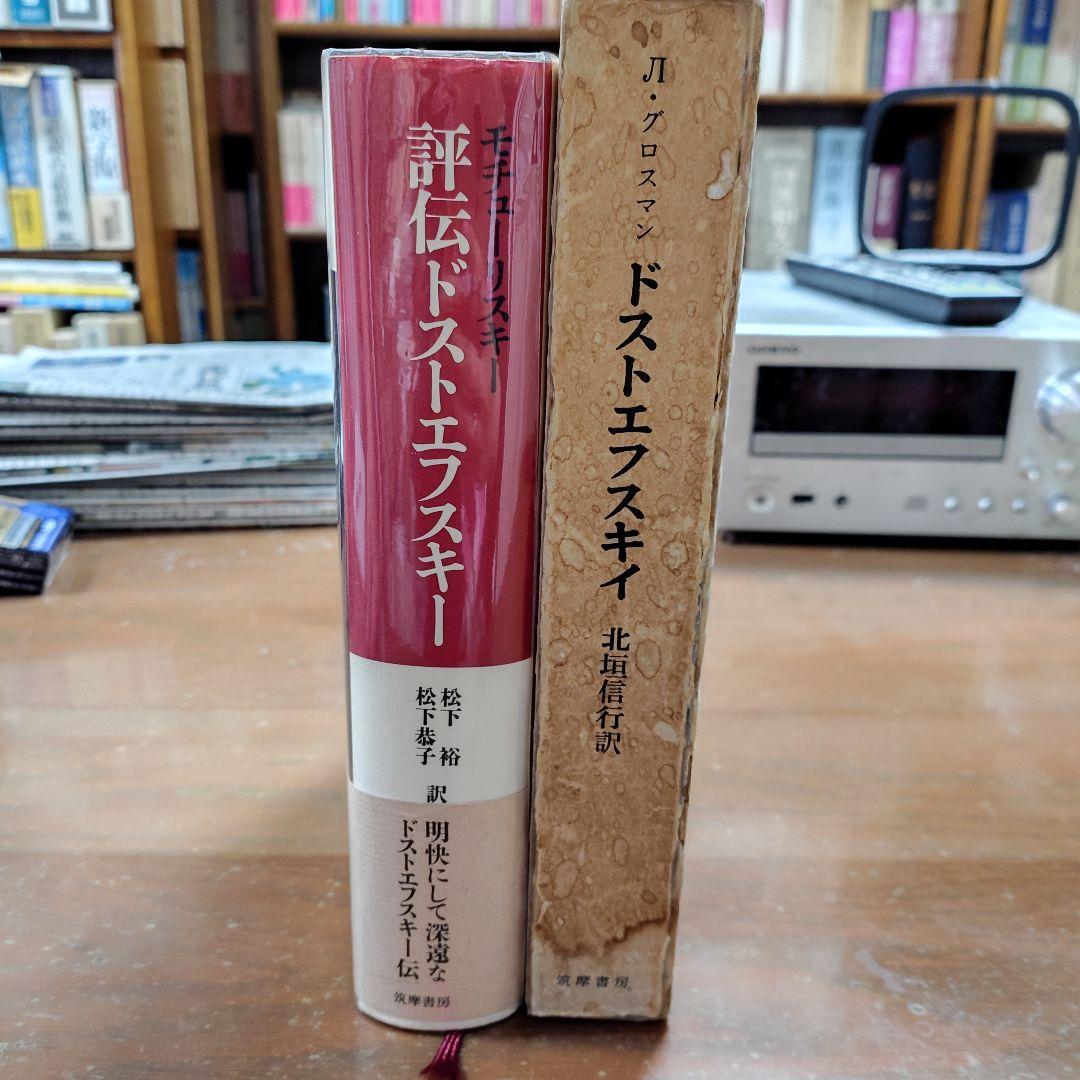 モチューリスキー
評伝ドストエフスキー
松下 裕
松下恭子
訳
明快にして深遠な
ドストエフスキー伝
筑摩書房
Л・グロスマン
ドストエフスキイ
北垣信行訳
筑摩書房
ONKYO